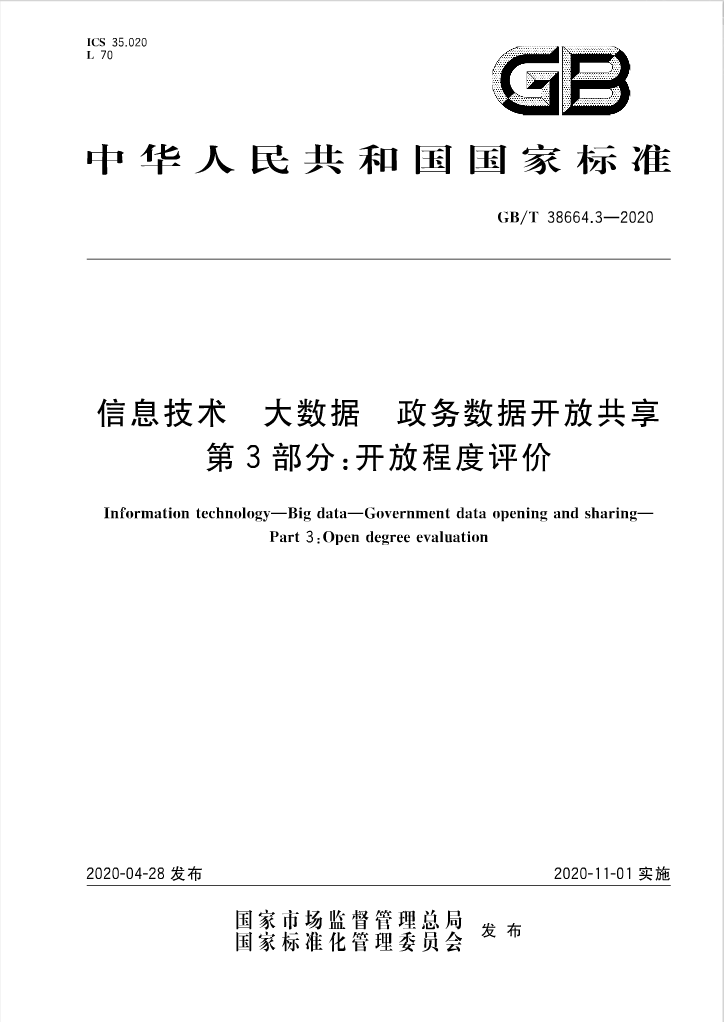 ICS 35.020
L 70
GB
中华人民共和国国家标准
GB/T 38664.3—2020
信息技术 大数据 政务数据开放共享
第3部分：开放程度评价
Information technology—Big data—Government data opening and sharing—
Part 3：Open degree evaluation
2020-04-28 发布
2020-11-01 实施
国家市场监督管理总局
国家标准化管理委员会
发布